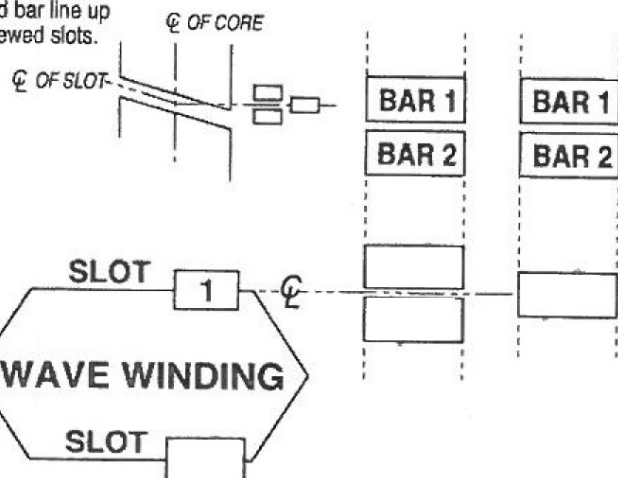 d bar line up
ewed slots.
℄ OF CORE
℄ OF SLOT
BAR 1
BAR 1
BAR 2
BAR 2
SLOT
1
℄
WAVE WINDING
SLOT